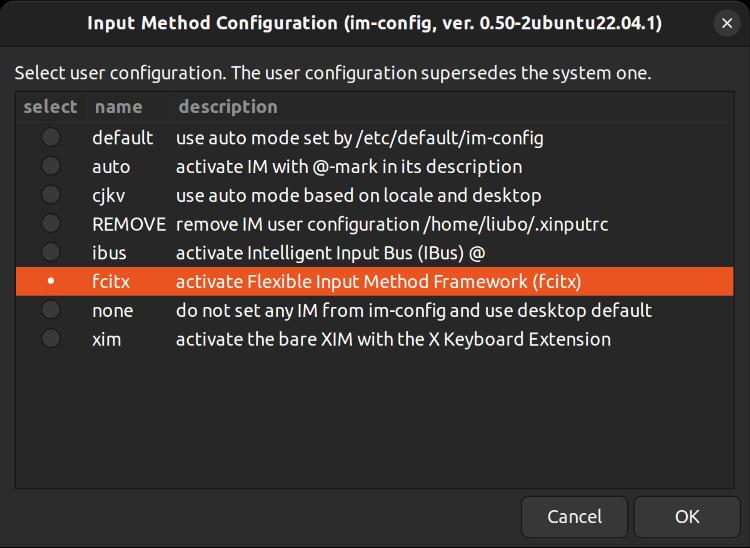 Input Method Configuration (im-config, ver. 0.50-2ubuntu22.04.1)
Select user configuration. The user configuration supersedes the system one.
select name description
default use auto mode set by /etc/default/im-config
auto activate IM with @-mark in its description
cjkv use auto mode based on locale and desktop
REMOVE remove IM user configuration /home/liubo/.xinputrc
ibus activate Intelligent Input Bus (IBus) @
fcitx activate Flexible Input Method Framework (fcitx)
none do not set any IM from im-config and use desktop default
xim activate the bare XIM with the X Keyboard Extension
Cancel OK